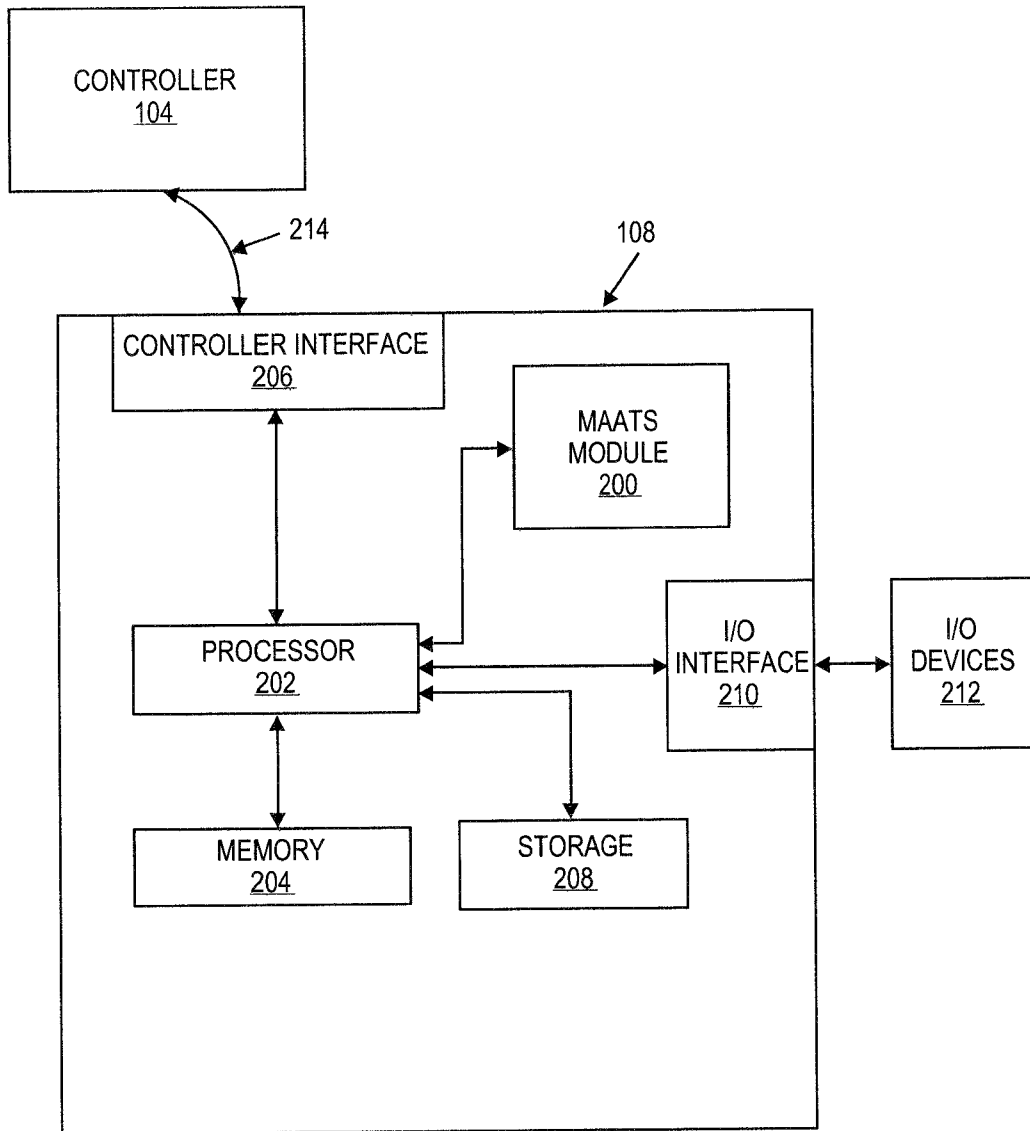 CONTROLLER
104
214
108
CONTROLLER INTERFACE
206
MAATS
MODULE
200
PROCESSOR
202
I/O
INTERFACE
210
I/O
DEVICES
212
MEMORY
204
STORAGE
208